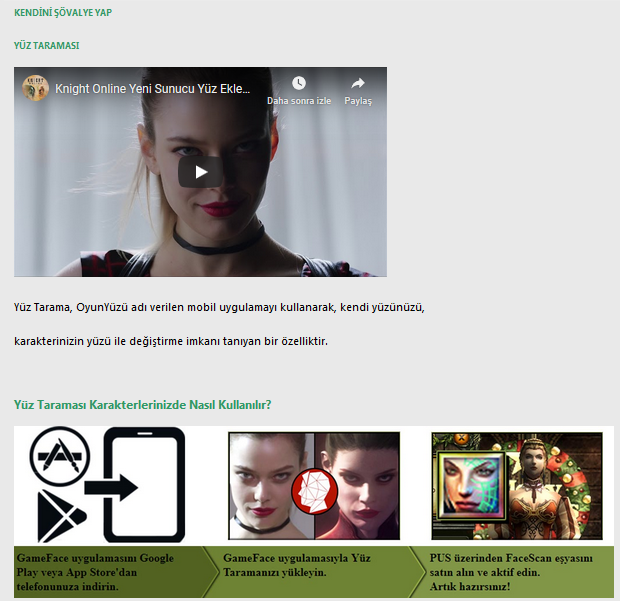 KENDİNİ ŞÖVALYE YAP
YÜZ TARAMASI
Knight Online Yeni Sunucu Yüz Ekle...
Daha sonra izle
Paylaş
Yüz Tarama, OyunYüzü adı verilen mobil uygulamayı kullanarak, kendi yüzünüzü,
karakterinizin yüzü ile değiştirme imkanı tanıyan bir özelliktir.
Yüz Taraması Karakterlerinizde Nasıl Kullanılır?
GameFace uygulamasını Google
Play veya App Store'dan
telefonunuza indirin.
GameFace uygulamasıyla Yüz
Taramanızı yükleyin.
PUS üzerinden FaceScan eşyasını
satın alın ve aktif edin.
Artık hazırsınız!